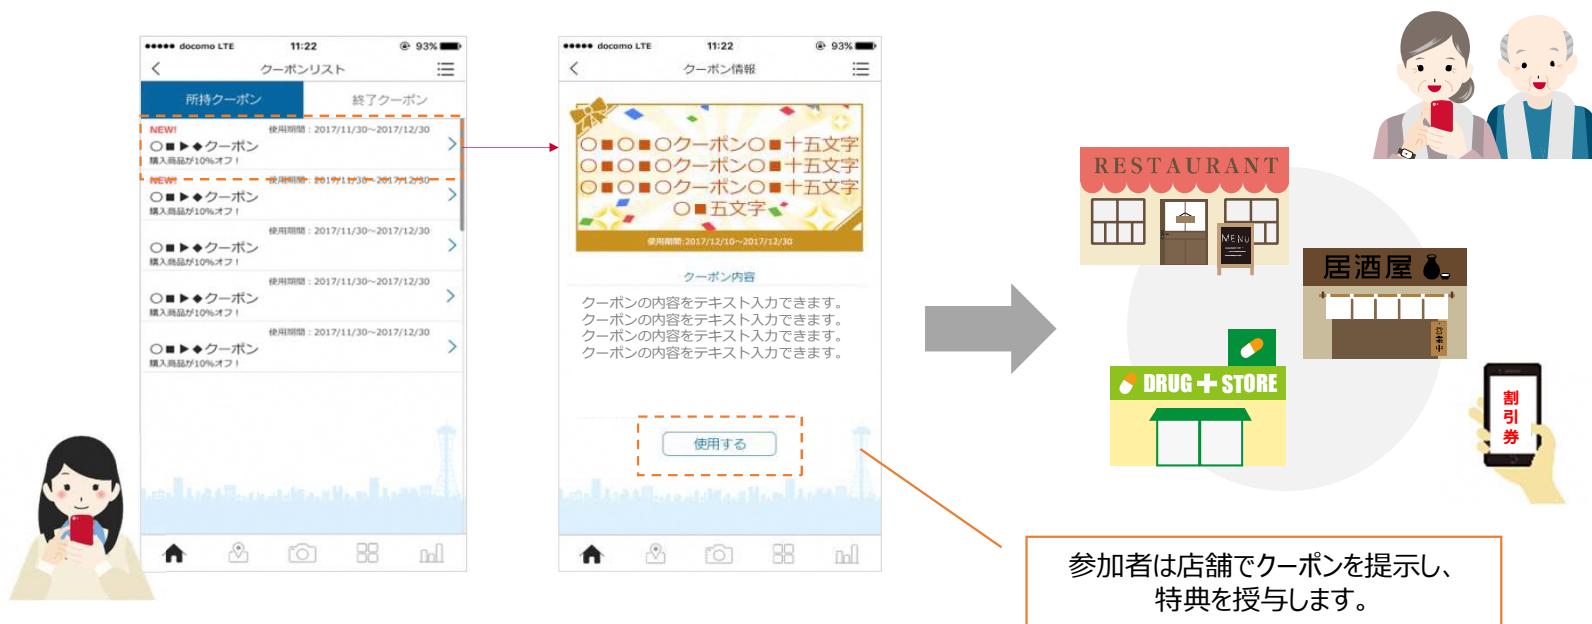 ●●●●● docomo LTE 11:22 93%
クーポンリスト
所持クーポン 終了クーポン
NEW! 使用期間：2017/11/30～2017/12/30
○■▶◆クーポン
購入商品が10%オフ！
NEW! 使用期間：2017/11/30～2017/12/30
○■▶◆クーポン
購入商品が10%オフ！
使用期間：2017/11/30～2017/12/30
○■▶◆クーポン
購入商品が10%オフ！
使用期間：2017/11/30～2017/12/30
○■▶◆クーポン
購入商品が10%オフ！
使用期間：2017/11/30～2017/12/30
○■▶◆クーポン
購入商品が10%オフ！
●●●●● docomo LTE 11:22 93%
クーポン情報
○■○■○クーポン○■十五文字
○■○■○クーポン○■十五文字
○■○■○クーポン○■十五文字
○■五文字
使用期間:2017/12/10～2017/12/30
クーポン内容
クーポンの内容をテキスト入力できます。
クーポンの内容をテキスト入力できます。
クーポンの内容をテキスト入力できます。
クーポンの内容をテキスト入力できます。
使用する
RESTAURANT
MENU
居酒屋
営業中
DRUG STORE
割引券
参加者は店舗でクーポンを提示し、
特典を授与します。